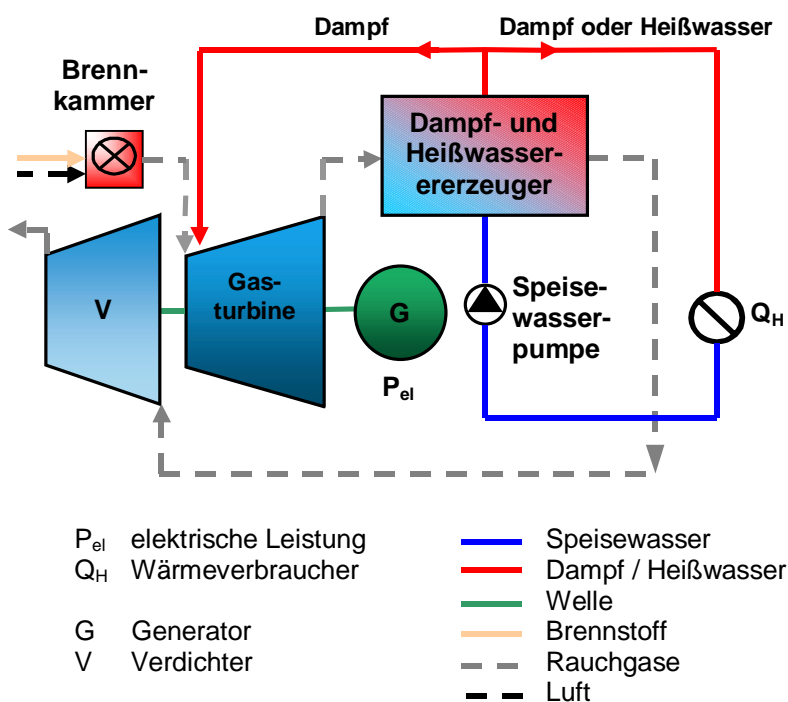 Dampf
Dampf oder Heißwasser
Brenn-
kammer
Dampf- und
Heißwasser-
ererzeuger
V
Gas-
turbine
G
Speise-
wasser-
pumpe
QH
Pel
Pel elektrische Leistung
QH Wärmeverbraucher
G Generator
V Verdichter
Speisewasser
Dampf / Heißwasser
Welle
Brennstoff
Rauchgase
Luft